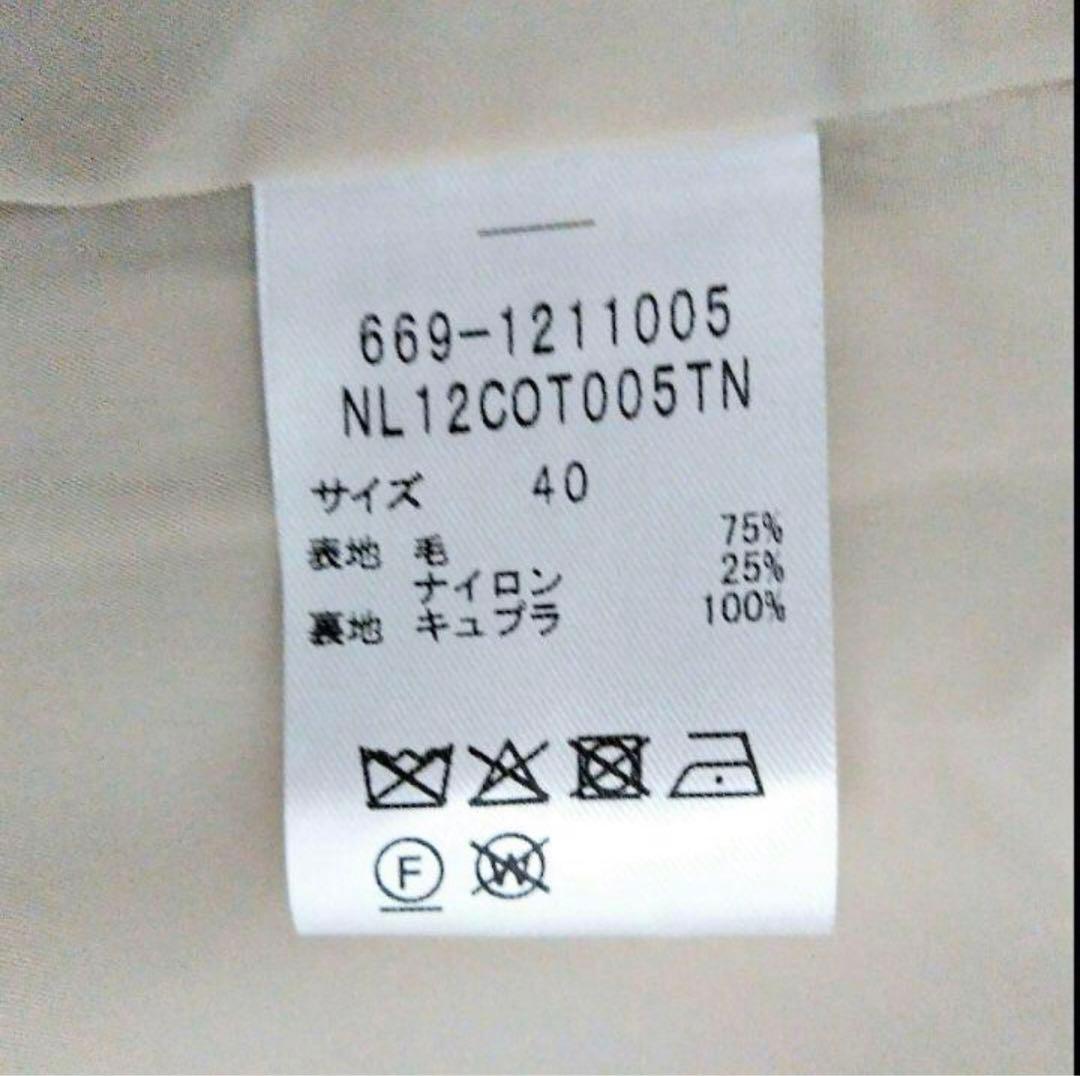 669-1211005
NL12COT005TN
サイズ 40
表地 毛 75%
ナイロン 25%
裏地 キュプラ 100%
F W